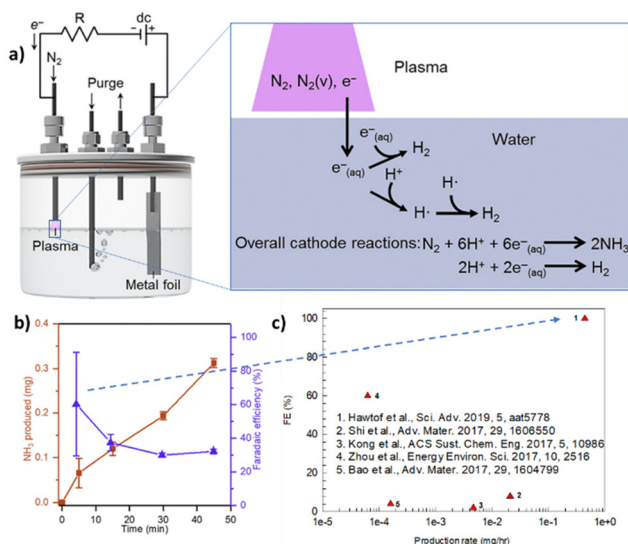 a)
e⁻
R
dc
-
+
N₂
Purge
Plasma
Metal foil
N₂, N₂(v), e⁻
Plasma
Water
e⁻(aq)
H₂
e⁻(aq)
H⁺
H·
H·
H₂
Overall cathode reactions: N₂ + 6H⁺ + 6e⁻(aq) → 2NH₃
2H⁺ + 2e⁻(aq) → H₂
b)
NH₃ produced (mg)
0.4
0.3
0.2
0.1
0.0
0 10 20 30 40 50
Time (min)
100
80
60
40
20
0
Faradaic efficiency (%)
c)
FE (%)
100
80
60
40
20
0
1
4
5
3
2
1. Hawtof et al., Sci. Adv. 2019, 5, aat5778
2. Shi et al., Adv. Mater. 2017, 29, 1606550
3. Kong et al., ACS Sust. Chem. Eng. 2017, 5, 10986
4. Zhou et al., Energy Environ. Sci. 2017, 10, 2516
5. Bao et al., Adv. Mater. 2017, 29, 1604799
1e-5 1e-4 1e-3 1e-2 1e-1 1e+0
Production rate (mg/hr)